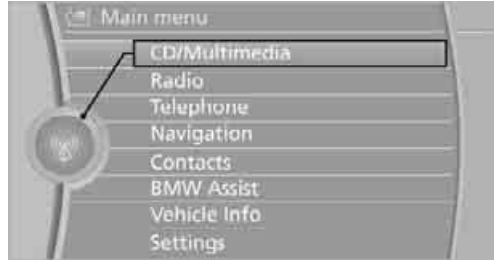 Main menu
CD/Multimedia
Radio
Telephone
Navigation
Contacts
BMW Assist
Vehicle Info
Settings